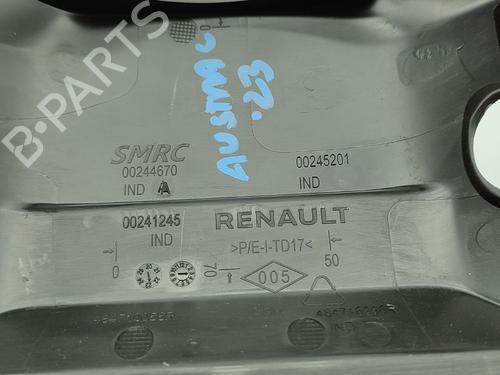 B-PARTS
AUSTRAL
.23
SMRC
00244670
IND A
00245201
IND
00241245
IND
RENAULT
>P/E-I-TD17<
0
70
50
005